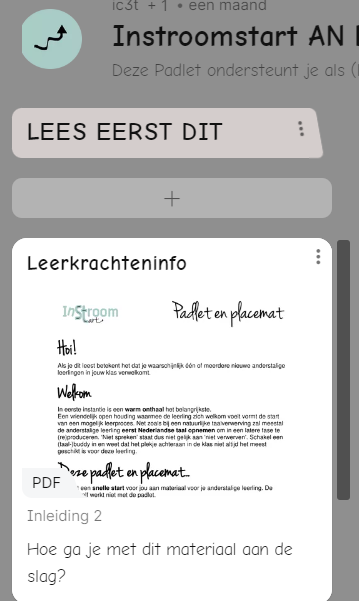 ic3t + 1 • een maand
Instroomstart AN
Deze Padlet ondersteunt je als (
LEES EERST DIT
+
Leerkrachteninfo
InStroom
start
Padlet en placemat
Hoi!
Als je dit leest betekent het dat je waarschijnlijk één of meerdere nieuwe anderstalige
leerlingen in jouw klas verwelkomt.
Welkom
In eerste instantie is een warm onthaal het belangrijkste.
Een vriendelijk open houding waarmee de leerling zich welkom voelt vormt de start
van een mogelijk leerproces. Net zoals bij een natuurlijke taalverwerving zal meestal
de anderstalige leerling eerst Nederlandse taal opnemen om in een latere fase te
(re)produceren. 'Niet spreken' staat dus niet gelijk aan 'niet verwerven'. Schakel een
(taal)buddy in en weet dat het plekje achteraan in de klas niet altijd het meest
geschikt is voor deze leerling.
Deze padlet en placemat...
een snelle start voor jou aan materiaal voor je anderstalige leerling. De
werkt niet met de padlet.
PDF
Inleiding 2
Hoe ga je met dit materiaal aan de
slag?